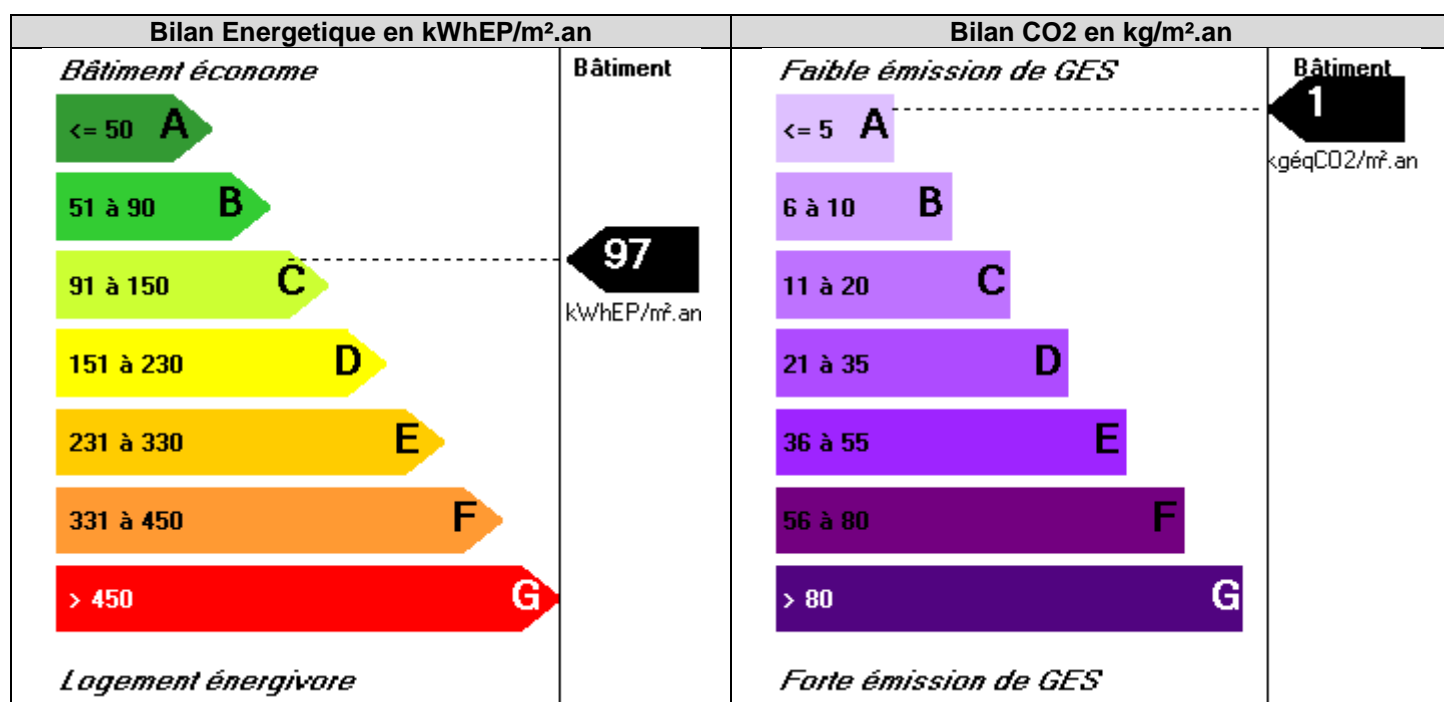 Bilan Energetique en kWhEP/m².an
Bâtiment économe
Bâtiment
<= 50 A
51 à 90 B
97
91 à 150 C
kWhEP/m².an
151 à 230 D
231 à 330 E
331 à 450 F
> 450 G
Logement énergivore
Bilan CO2 en kg/m².an
Faible émission de GES
Bâtiment
1
<= 5 A
kgéqCO2/m².an
6 à 10 B
11 à 20 C
21 à 35 D
36 à 55 E
56 à 80 F
> 80 G
Forte émission de GES